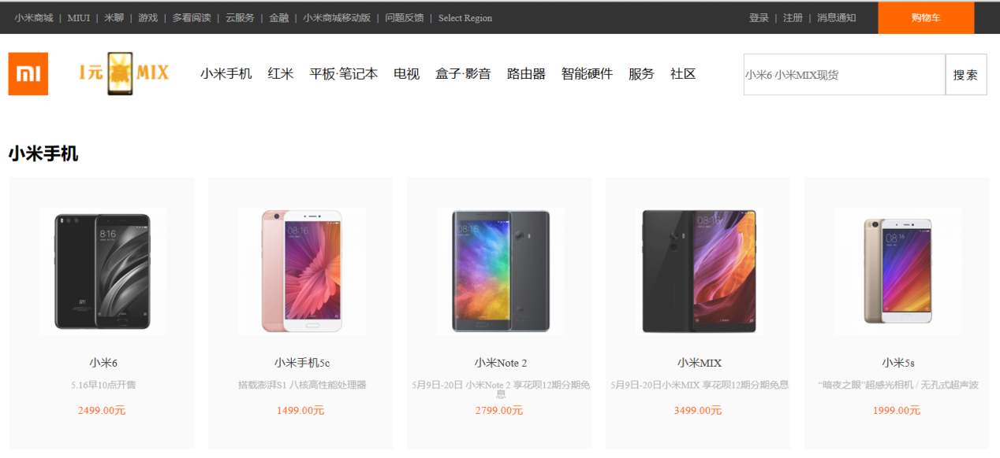 小米商城 | MIUI | 米聊 | 游戏 | 多看阅读 | 云服务 | 金融 | 小米商城移动版 | 问题反馈 | Select Region
登录 | 注册 | 消息通知
购物车
mi
1元赢MIX
小米手机 红米 平板·笔记本 电视 盒子·影音 路由器 智能硬件 服务 社区
小米6 小米MIX现货
搜索
小米手机
8:16
08:16
08:16
08:16
08:16
小米6
5.16早10点开售
2499.00元
小米手机5c
搭载澎湃S1 八核高性能处理器
1499.00元
小米Note 2
5月9日-20日 小米Note 2 享花呗12期分期免
息
2799.00元
小米MIX
5月9日-20日小米MIX 享花呗12期分期免息
3499.00元
小米5s
“暗夜之眼”超感光相机 / 无孔式超声波
1999.00元